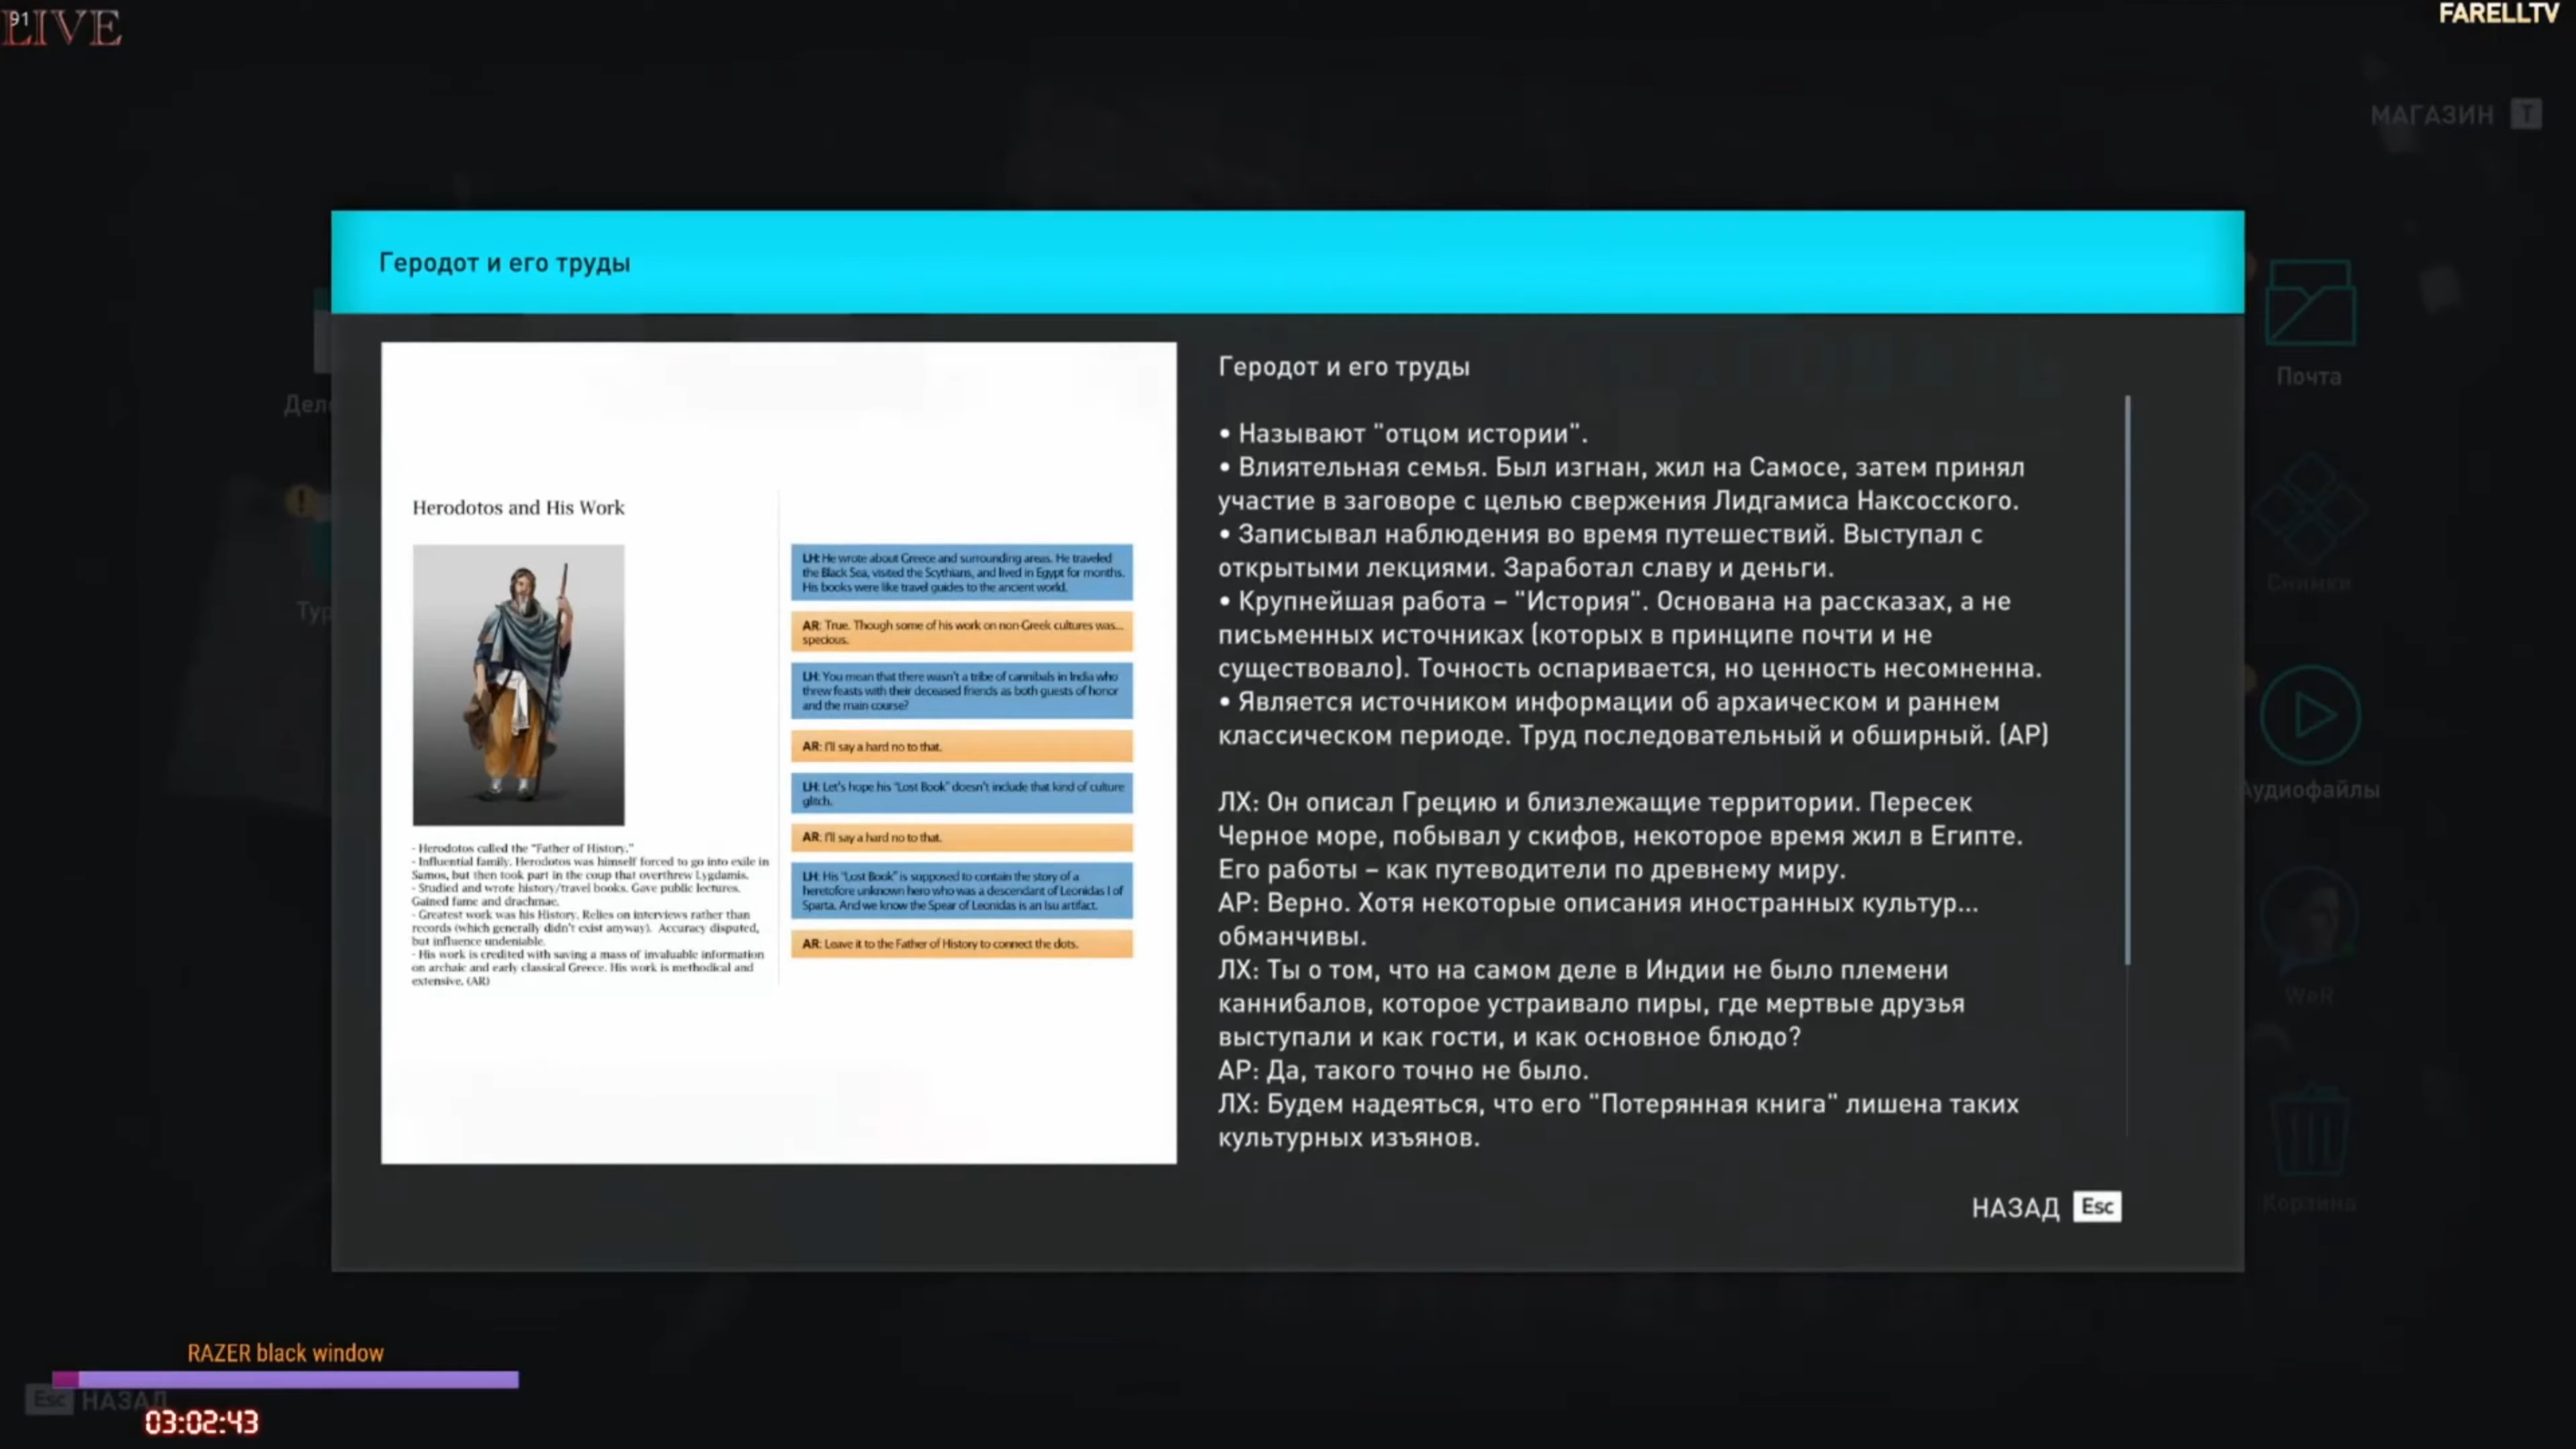 91
LIVE
FARELLTV
МАГАЗИН T
Геродот и его труды
Herodotos and His Work
- Herodotos called the "Father of History."
- Influential family. Herodotos was himself forced to go into exile in
Samos, but then took part in the coup that overthrew Lygdamis.
- Studied and wrote history/travel books. Gave public lectures.
Gained fame and drachmae.
- Greatest work was his History. Relies on interviews rather than
records (which generally didn't exist anyway). Accuracy disputed,
but influence undeniable.
- His work is credited with saving a mass of invaluable information
on archaic and early classical Greece. His work is methodical and
extensive. (AR)
LH: He wrote about Greece and surrounding areas. He traveled
the Black Sea, visited the Scythians, and lived in Egypt for months.
His books were like travel guides to the ancient world.
AR: True. Though some of his work on non-Greek cultures was...
specious.
LH: You mean that there wasn't a tribe of cannibals in India who
threw feasts with their deceased friends as both guests of honor
and the main course?
AR: I'll say a hard no to that.
LH: Let's hope his "Lost Book" doesn't include that kind of culture
glitch.
AR: I'll say a hard no to that.
LH: His "Lost Book" is supposed to contain the story of a
heretofore unknown hero who was a descendant of Leonidas I of
Sparta. And we know the Spear of Leonidas is an Isu artifact.
AR: Leave it to the Father of History to connect the dots.
Геродот и его труды
• Называют "отцом истории".
• Влиятельная семья. Был изгнан, жил на Самосе, затем принял
участие в заговоре с целью свержения Лидгамиса Наксосского.
• Записывал наблюдения во время путешествий. Выступал с
открытыми лекциями. Заработал славу и деньги.
• Крупнейшая работа – "История". Основана на рассказах, а не
письменных источниках (которых в принципе почти и не
существовало). Точность оспаривается, но ценность несомненна.
• Является источником информации об архаическом и раннем
классическом периоде. Труд последовательный и обширный. (АР)
ЛХ: Он описал Грецию и близлежащие территории. Пересек
Черное море, побывал у скифов, некоторое время жил в Египте.
Его работы – как путеводители по древнему миру.
АР: Верно. Хотя некоторые описания иностранных культур...
обманчивы.
ЛХ: Ты о том, что на самом деле в Индии не было племени
каннибалов, которое устраивало пиры, где мертвые друзья
выступали и как гости, и как основное блюдо?
АР: Да, такого точно не было.
ЛХ: Будем надеяться, что его "Потерянная книга" лишена таких
культурных изъянов.
НАЗАД Esc
Почта
Снимки
Аудиофайлы
WoR
Корзина
RAZER black window
Esc НАЗАД
03:02:43